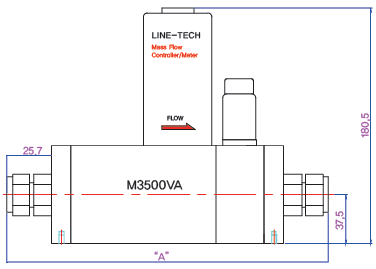 LINE-TECH
Mass Flow
Controller/Meter
FLOW
180,5
25,7
M3500VA
37,5
"A"